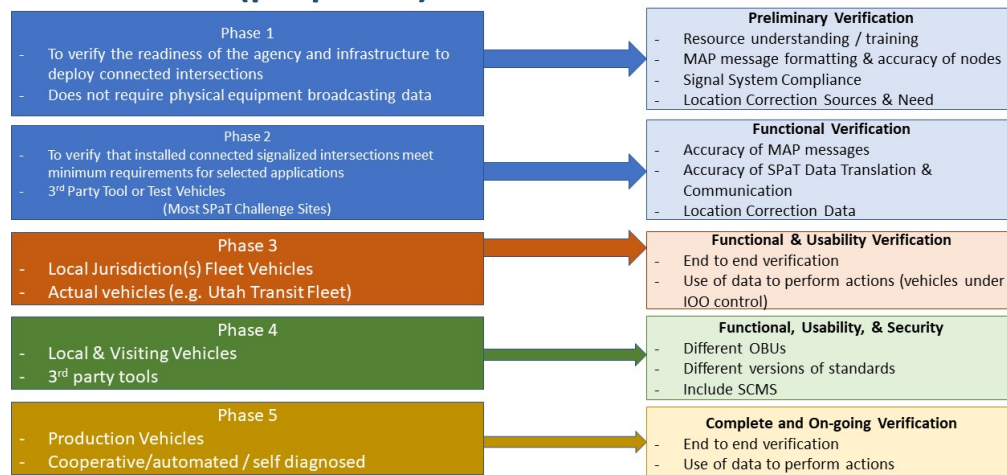 Phase 1
- To verify the readiness of the agency and infrastructure to
deploy connected intersections
- Does not require physical equipment broadcasting data
Preliminary Verification
- Resource understanding / training
- MAP message formatting & accuracy of nodes
- Signal System Compliance
- Location Correction Sources & Need
Phase 2
- To verify that installed connected signalized intersections meet
minimum requirements for selected applications
- 3rd Party Tool or Test Vehicles
(Most SPaT Challenge Sites)
Functional Verification
- Accuracy of MAP messages
- Accuracy of SPaT Data Translation &
Communication
- Location Correction Data
Phase 3
- Local Jurisdiction(s) Fleet Vehicles
- Actual vehicles (e.g. Utah Transit Fleet)
Functional & Usability Verification
- End to end verification
- Use of data to perform actions (vehicles under
IOO control)
Phase 4
- Local & Visiting Vehicles
- 3rd party tools
Functional, Usability, & Security
- Different OBUs
- Different versions of standards
- Include SCMS
Phase 5
- Production Vehicles
- Cooperative/automated / self diagnosed
Complete and On-going Verification
- End to end verification
- Use of data to perform actions